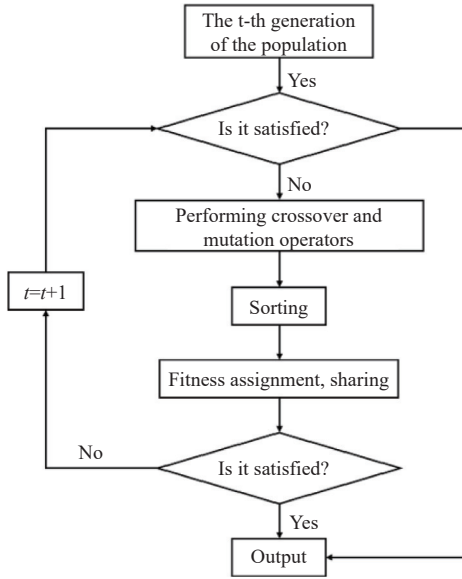 The t-th generation
of the population
Yes
Is it satisfied?
No
Performing crossover and
mutation operators
t=t+1
Sorting
Fitness assignment, sharing
No
Is it satisfied?
Yes
Output